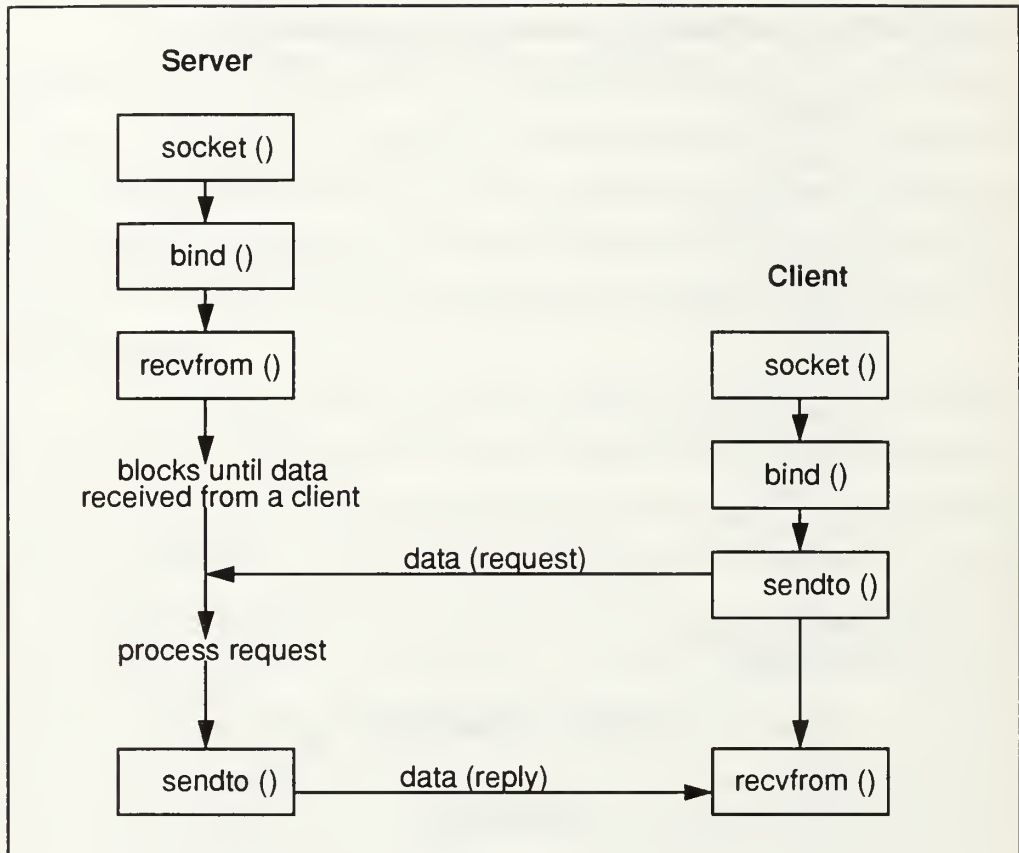 Server
socket ()
bind ()
recvfrom ()
blocks until data
received from a client
process request
sendto ()
data (request)
data (reply)
Client
socket ()
bind ()
sendto ()
recvfrom ()